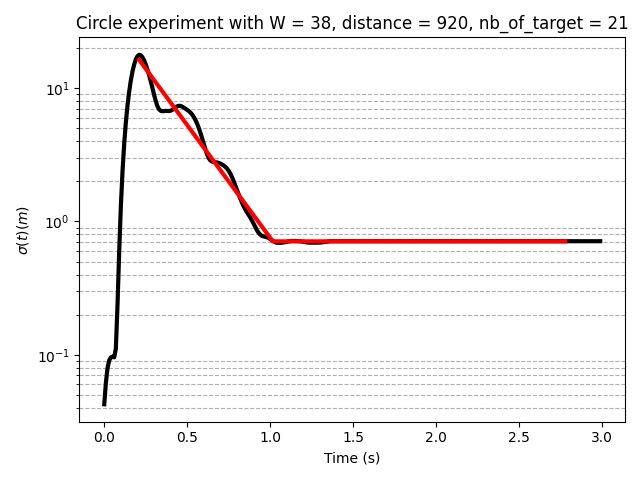 Circle experiment with W = 38, distance = 920, nb_of_target = 21
10¹
10⁰
10⁻¹
σ(t)(m)
0.0 0.5 1.0 1.5 2.0 2.5 3.0
Time (s)